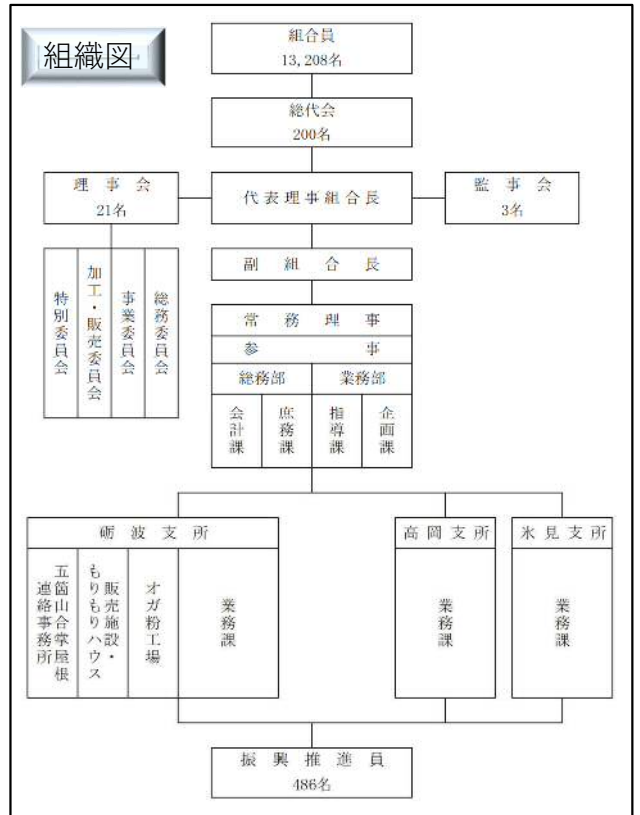 組織図
組合員
13,208名
総代会
200名
理事会
21名
代表理事組合長
監事会
3名
副組合長
特別委員会
加工・販売委員会
事業委員会
総務委員会
常務理事
参事
総務部
業務部
会計課
庶務課
指導課
企画課
砺波支所
高岡支所
氷見支所
五箇山合掌屋根
連絡事務所
販売施設・
もりもりハウス
オガ粉工場
業務課
業務課
業務課
振興推進員
486名